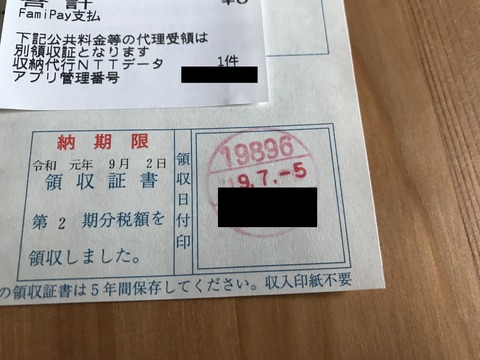 FamiPay支払
下記公共料金等の代理受領は
別領収証となります
収納代行NTTデータ 1件
アプリ管理番号
納期限
令和 元年 9月 2日
領収証書
第 2 期分税額を
領収しました。
領収日付印
19896
'19.7.-5
の領収証書は5年間保存してください。収入印紙不要